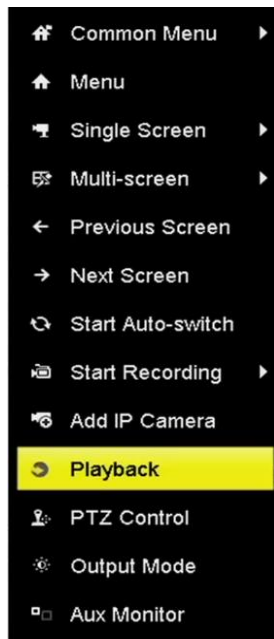 Common Menu
Menu
Single Screen
Multi-screen
Previous Screen
Next Screen
Start Auto-switch
Start Recording
Add IP Camera
Playback
PTZ Control
Output Mode
Aux Monitor